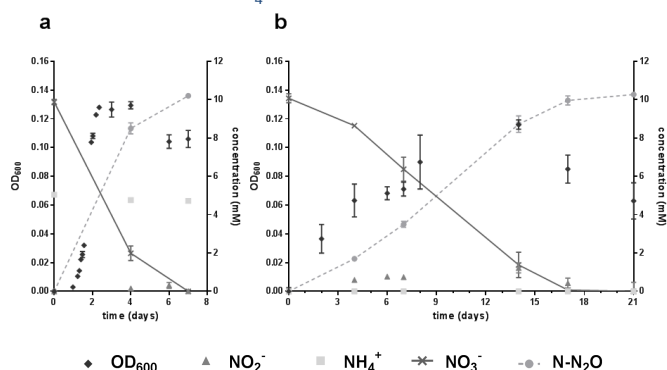 4
a b
0.16 12 0.16 12
0.14 0.14
10 10
0.12 0.12
0.10 8 0.10 8
OD600 0.08 6 concentration (mM) OD600 0.08 6 concentration (mM)
0.06 0.06
4 4
0.04 0.04
2 2
0.02 0.02
0.00 0 0.00 0
0 2 4 6 8 0 3 6 9 12 15 18 21
time (days) time (days)
OD600 NO2- NH4+ NO3- N-N2O